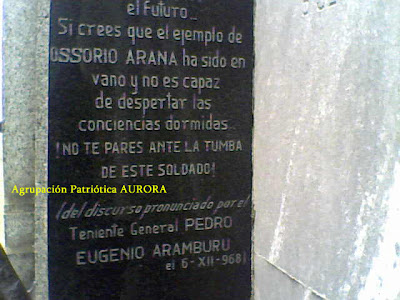 el futuro...
Si crees que el ejemplo de
OSSORIO ARANA ha sido en
vano y no es capaz
de despertar las
conciencias dormidas...
!NO TE PARES ANTE LA TUMBA
DE ESTE SOLDADO!
Agrupación Patriótica AURORA
(del discurso pronunciado por el
Teniente General PEDRO
EUGENIO ARAMBURU
el 6-XII-968)